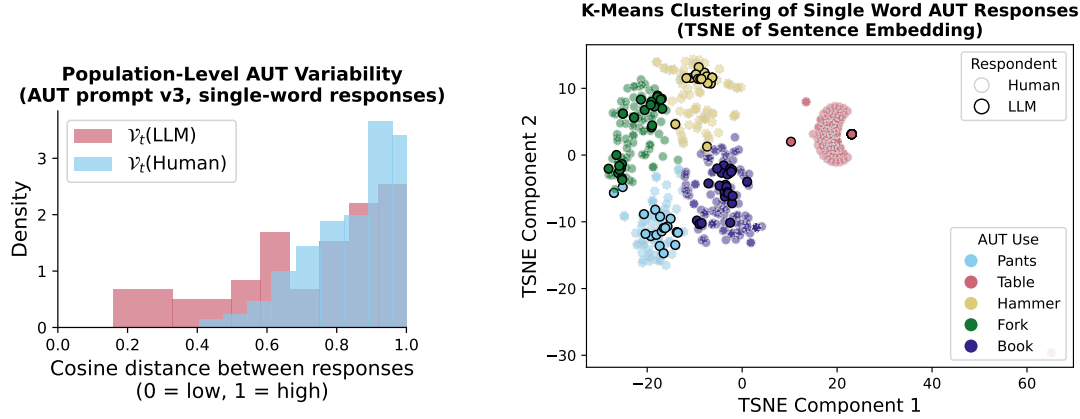 Population-Level AUT Variability
(AUT prompt v3, single-word responses)
𝒱t(LLM)
𝒱t(Human)
Density
3
2
1
0
0.0 0.2 0.4 0.6 0.8 1.0
Cosine distance between responses
(0 = low, 1 = high)
K-Means Clustering of Single Word AUT Responses
(TSNE of Sentence Embedding)
Respondent
Human
LLM
AUT Use
Pants
Table
Hammer
Fork
Book
TSNE Component 2
10
0
−10
−20
−30
−20 0 20 40 60
TSNE Component 1